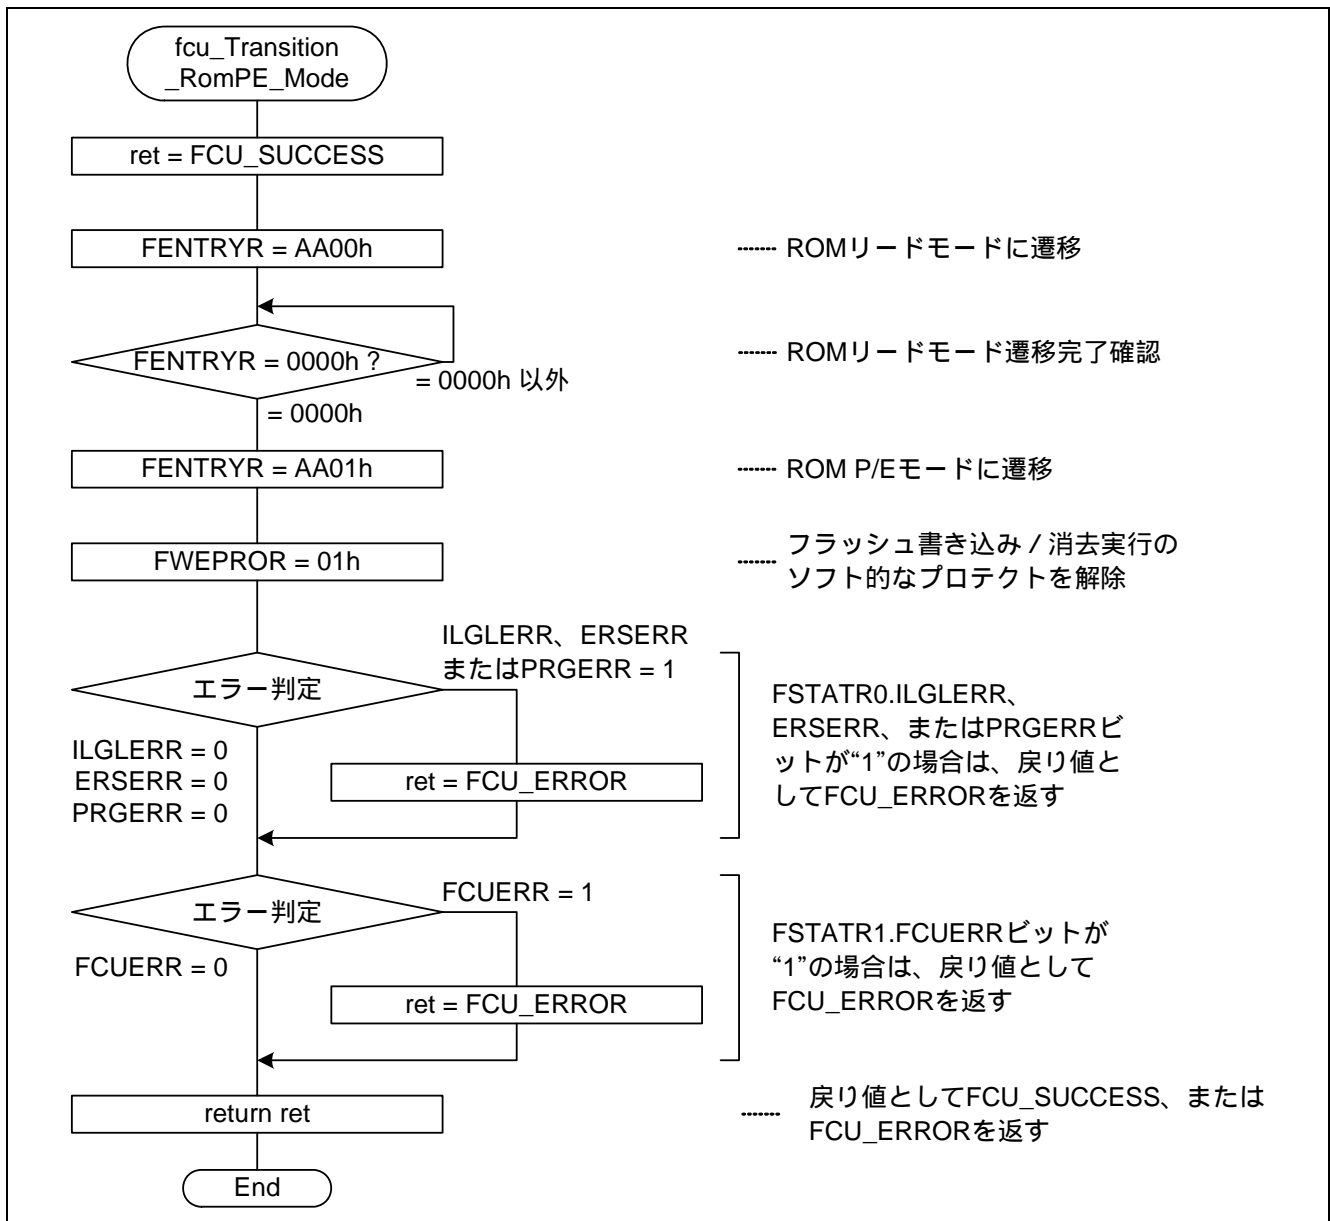 fcu_Transition
_RomPE_Mode
ret = FCU_SUCCESS
FENTRYR = AA00h
ROMリードモードに遷移
FENTRYR = 0000h ?
ROMリードモード遷移完了確認
= 0000h 以外
= 0000h
FENTRYR = AA01h
ROM P/Eモードに遷移
FWEPROR = 01h
フラッシュ書き込み / 消去実行の
ソフト的なプロテクトを解除
ILGLERR、ERSERR
またはPRGERR = 1
エラー判定
ILGLERR = 0
ERSERR = 0
PRGERR = 0
ret = FCU_ERROR
FSTATR0.ILGLERR、
ERSERR、またはPRGERRビ
ットが“1”の場合は、戻り値と
してFCU_ERRORを返す
エラー判定
FCUERR = 1
FCUERR = 0
ret = FCU_ERROR
FSTATR1.FCUERRビットが
“1”の場合は、戻り値として
FCU_ERRORを返す
return ret
戻り値としてFCU_SUCCESS、または
FCU_ERRORを返す
End